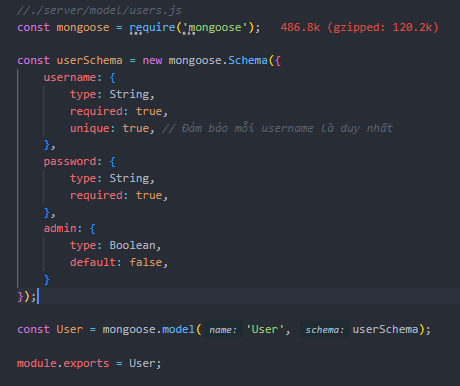 //./server/model/users.js
const mongoose = require('mongoose'); 486.8k (gzipped: 120.2k)
const userSchema = new mongoose.Schema({
username: {
type: String,
required: true,
unique: true, // Đảm bảo mỗi username là duy nhất
},
password: {
type: String,
required: true,
},
admin: {
type: Boolean,
default: false,
}
});
const User = mongoose.model( name: 'User', schema: userSchema);
module.exports = User;